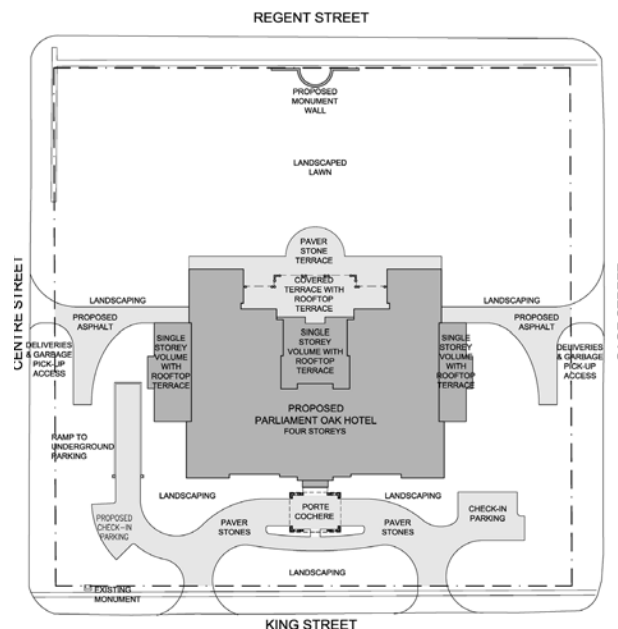 REGENT STREET
PROPOSED
MONUMENT
WALL
LANDSCAPED
LAWN
CENTRE STREET
PAVER
STONE
TERRACE
COVERED
TERRACE WITH
ROOFTOP
TERRACE
LANDSCAPING
LANDSCAPING
PROPOSED
ASPHALT
PROPOSED
ASPHALT
DELIVERIES
& GARBAGE
PICK-UP
ACCESS
SINGLE
STOREY
VOLUME
WITH
ROOFTOP
TERRACE
SINGLE
STOREY
VOLUME WITH
ROOFTOP
TERRACE
SINGLE
STOREY
VOLUME
WITH
ROOFTOP
TERRACE
DELIVERIES
& GARBAGE
PICK-UP
ACCESS
PROPOSED
PARLIAMENT OAK HOTEL
FOUR STOREYS
RAMP TO
UNDERGROUND
PARKING
LANDSCAPING
LANDSCAPING
PROPOSED
CHECK-IN
PARKING
PAVER
STONES
PORTE
COCHERE
PAVER
STONES
CHECK-IN
PARKING
LANDSCAPING
EXISTING
MONUMENT
KING STREET